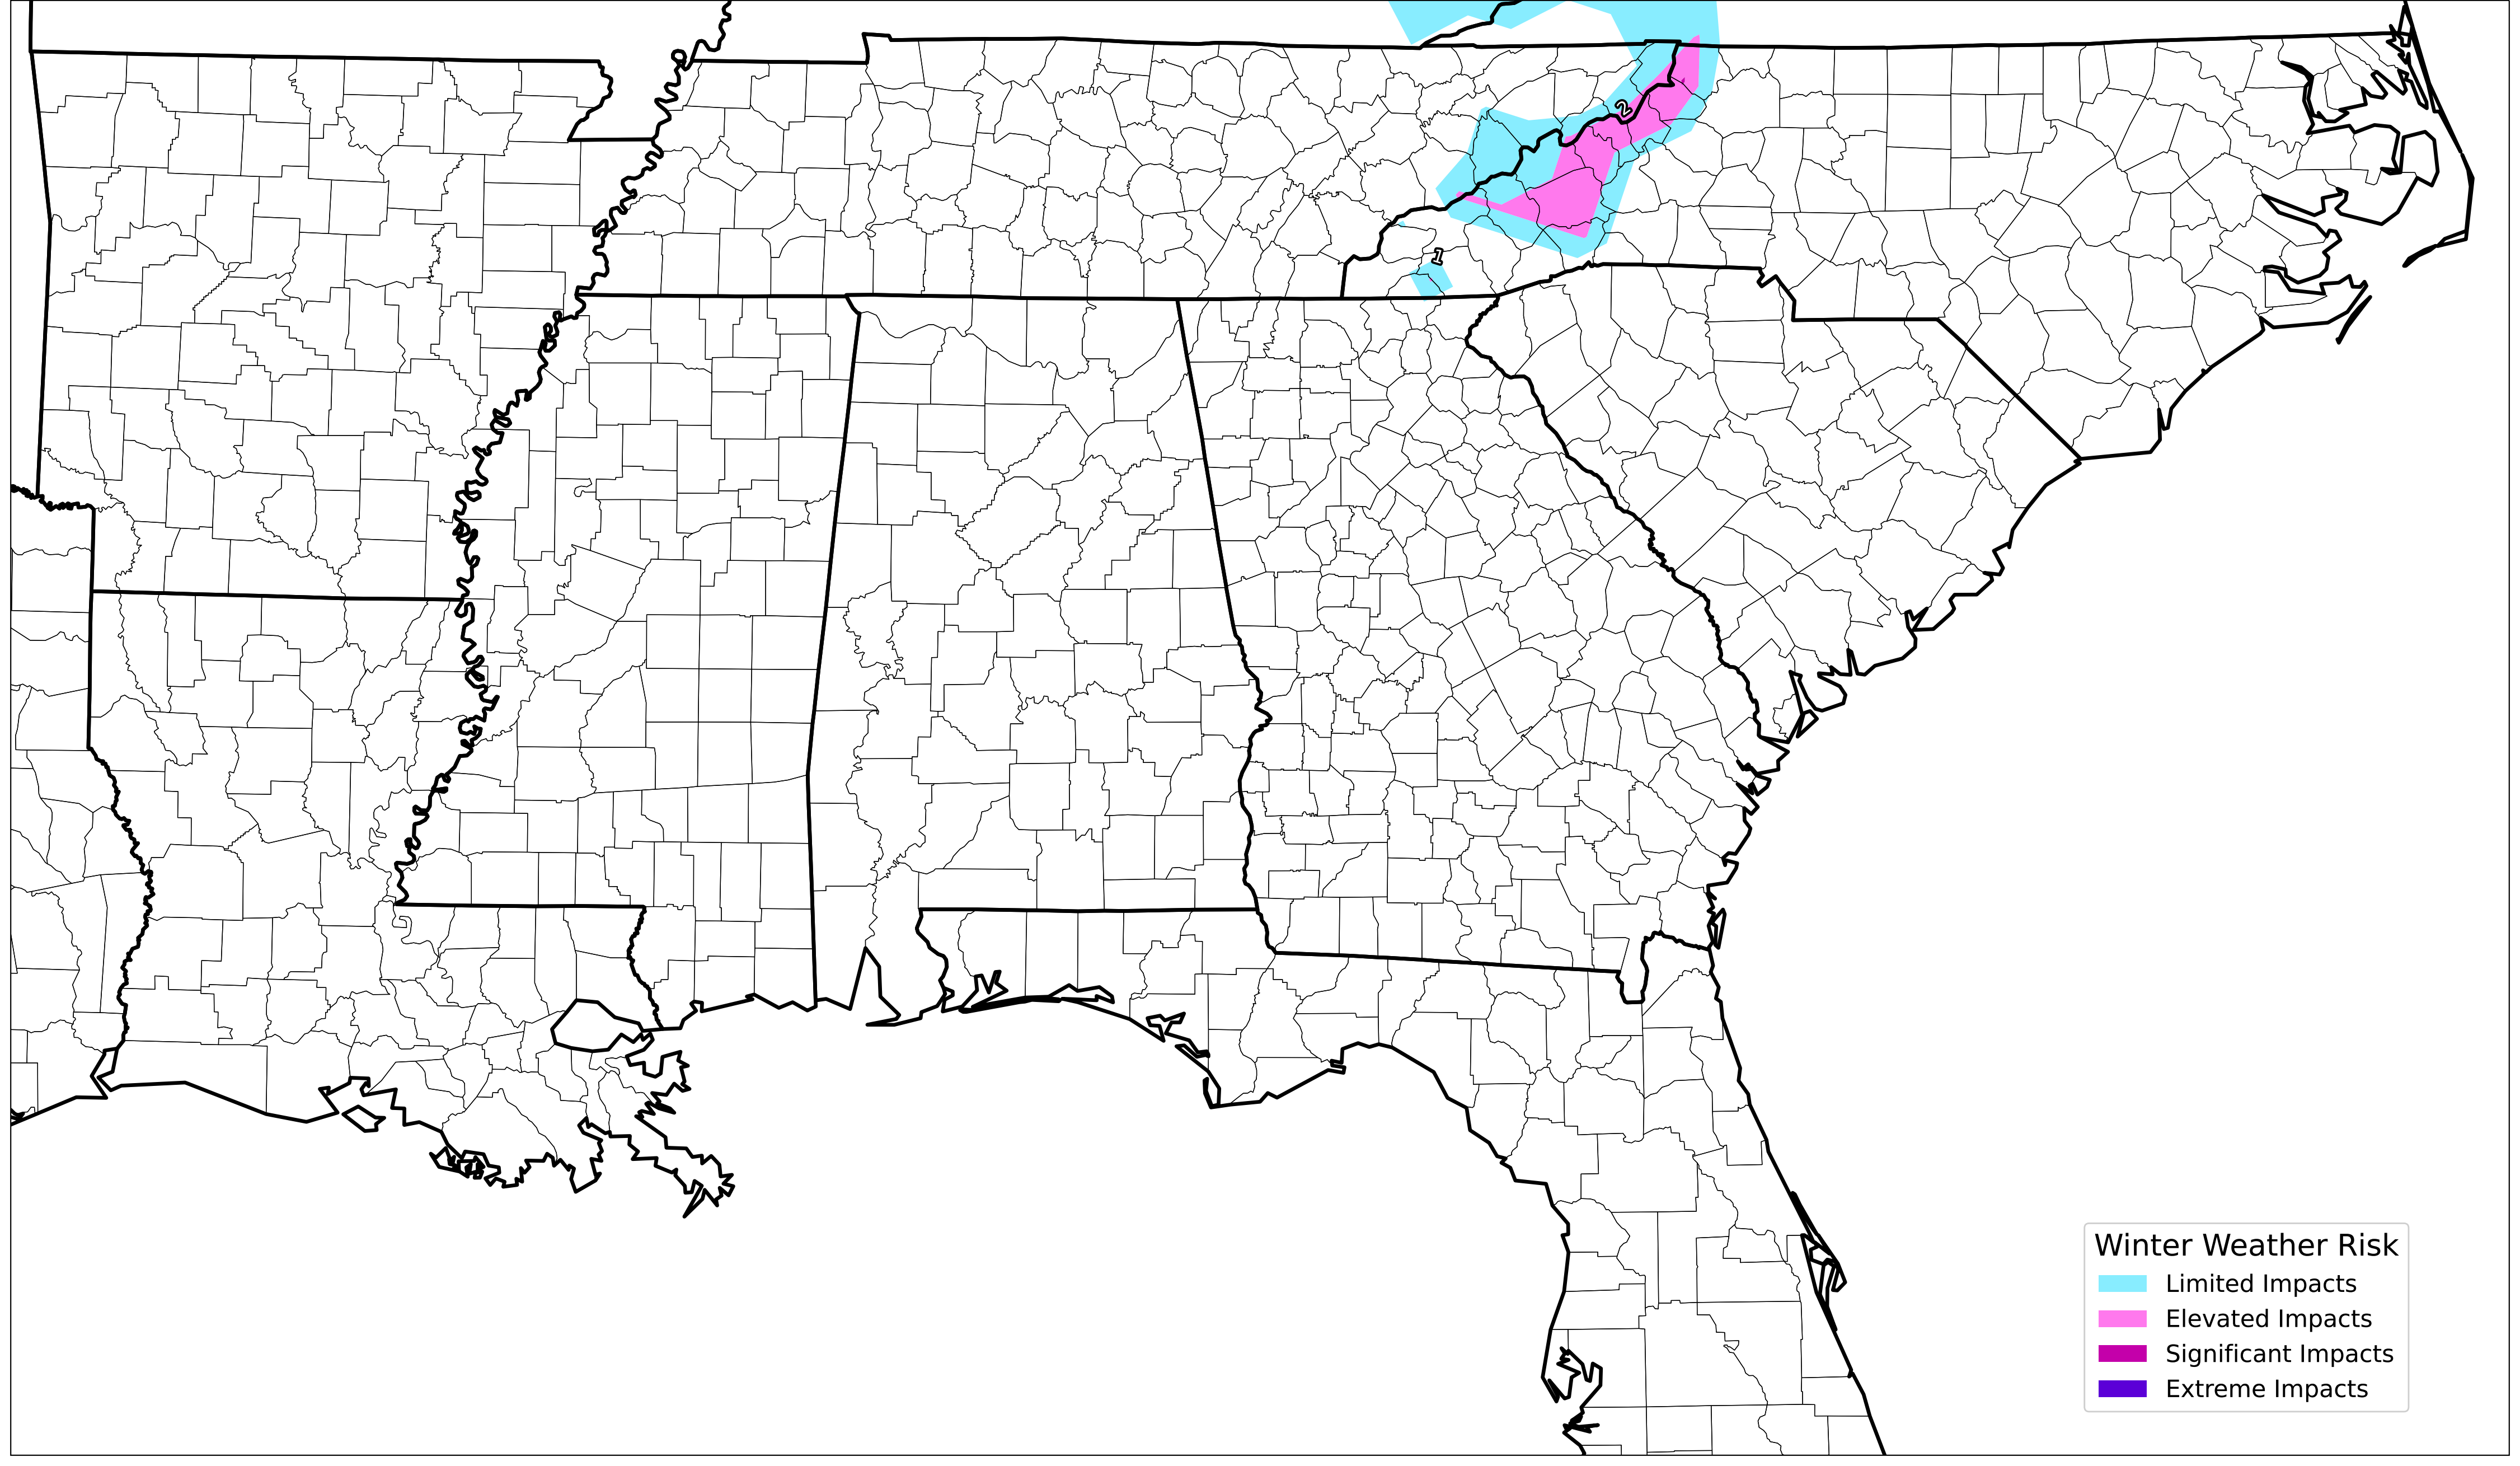 2
1
Winter Weather Risk
Limited Impacts
Elevated Impacts
Significant Impacts
Extreme Impacts